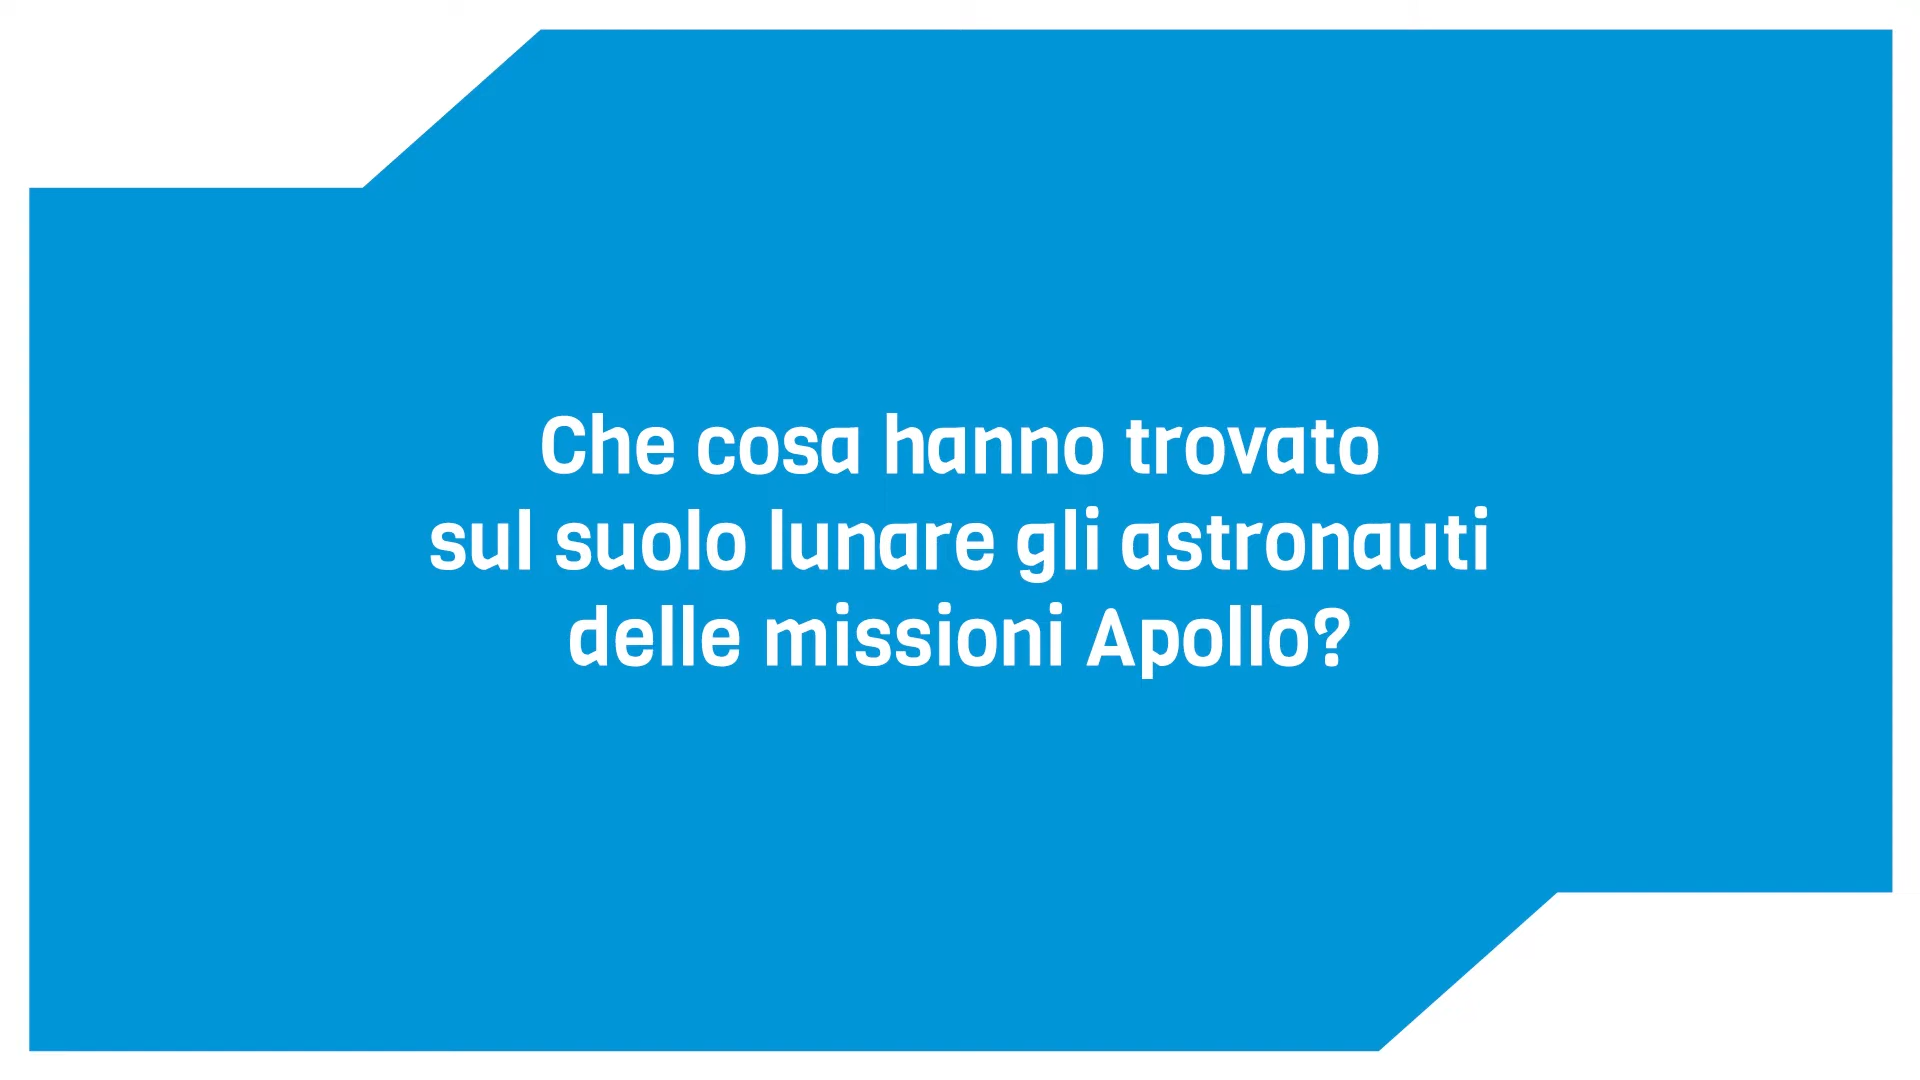 Che cosa hanno trovato
sul suolo lunare gli astronauti
delle missioni Apollo?